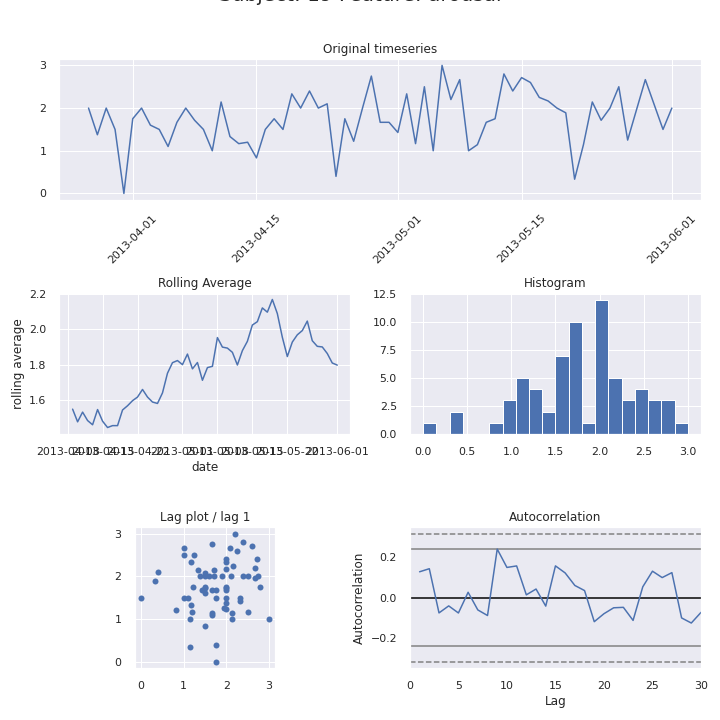 Original timeseries
3
2
1
0
2013-04-01
2013-04-15
2013-05-01
2013-05-15
2013-06-01
Rolling Average
2.2
2.0
1.8
1.6
rolling average
2013-06-01
date
Histogram
12.5
10.0
7.5
5.0
2.5
0.0
0.0 0.5 1.0 1.5 2.0 2.5 3.0
Lag plot / lag 1
3
2
1
0
0 1 2 3
Autocorrelation
0.2
0.0
−0.2
Autocorrelation
0 5 10 15 20 25 30
Lag